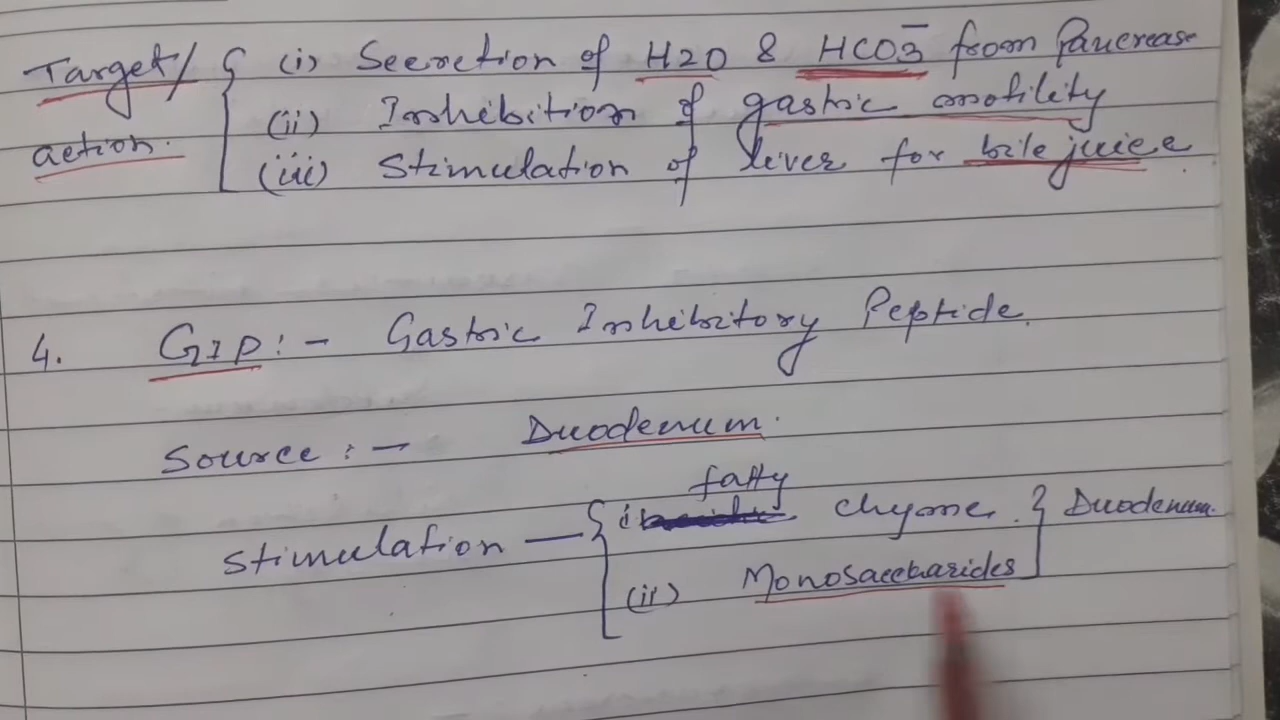 Target/ { (i) Secretion of H2O & HCO3̅ from Pancrease
action. (ii) Inhibition of gastric motility
(iii) Stimulation of liver for bile juice.
4. GIP :- Gastric Inhibitory Peptide.
Source :- Duodenum.
fatty
Stimulation — { (i) chyme. } Duodenum.
(ii) Monosaccharides